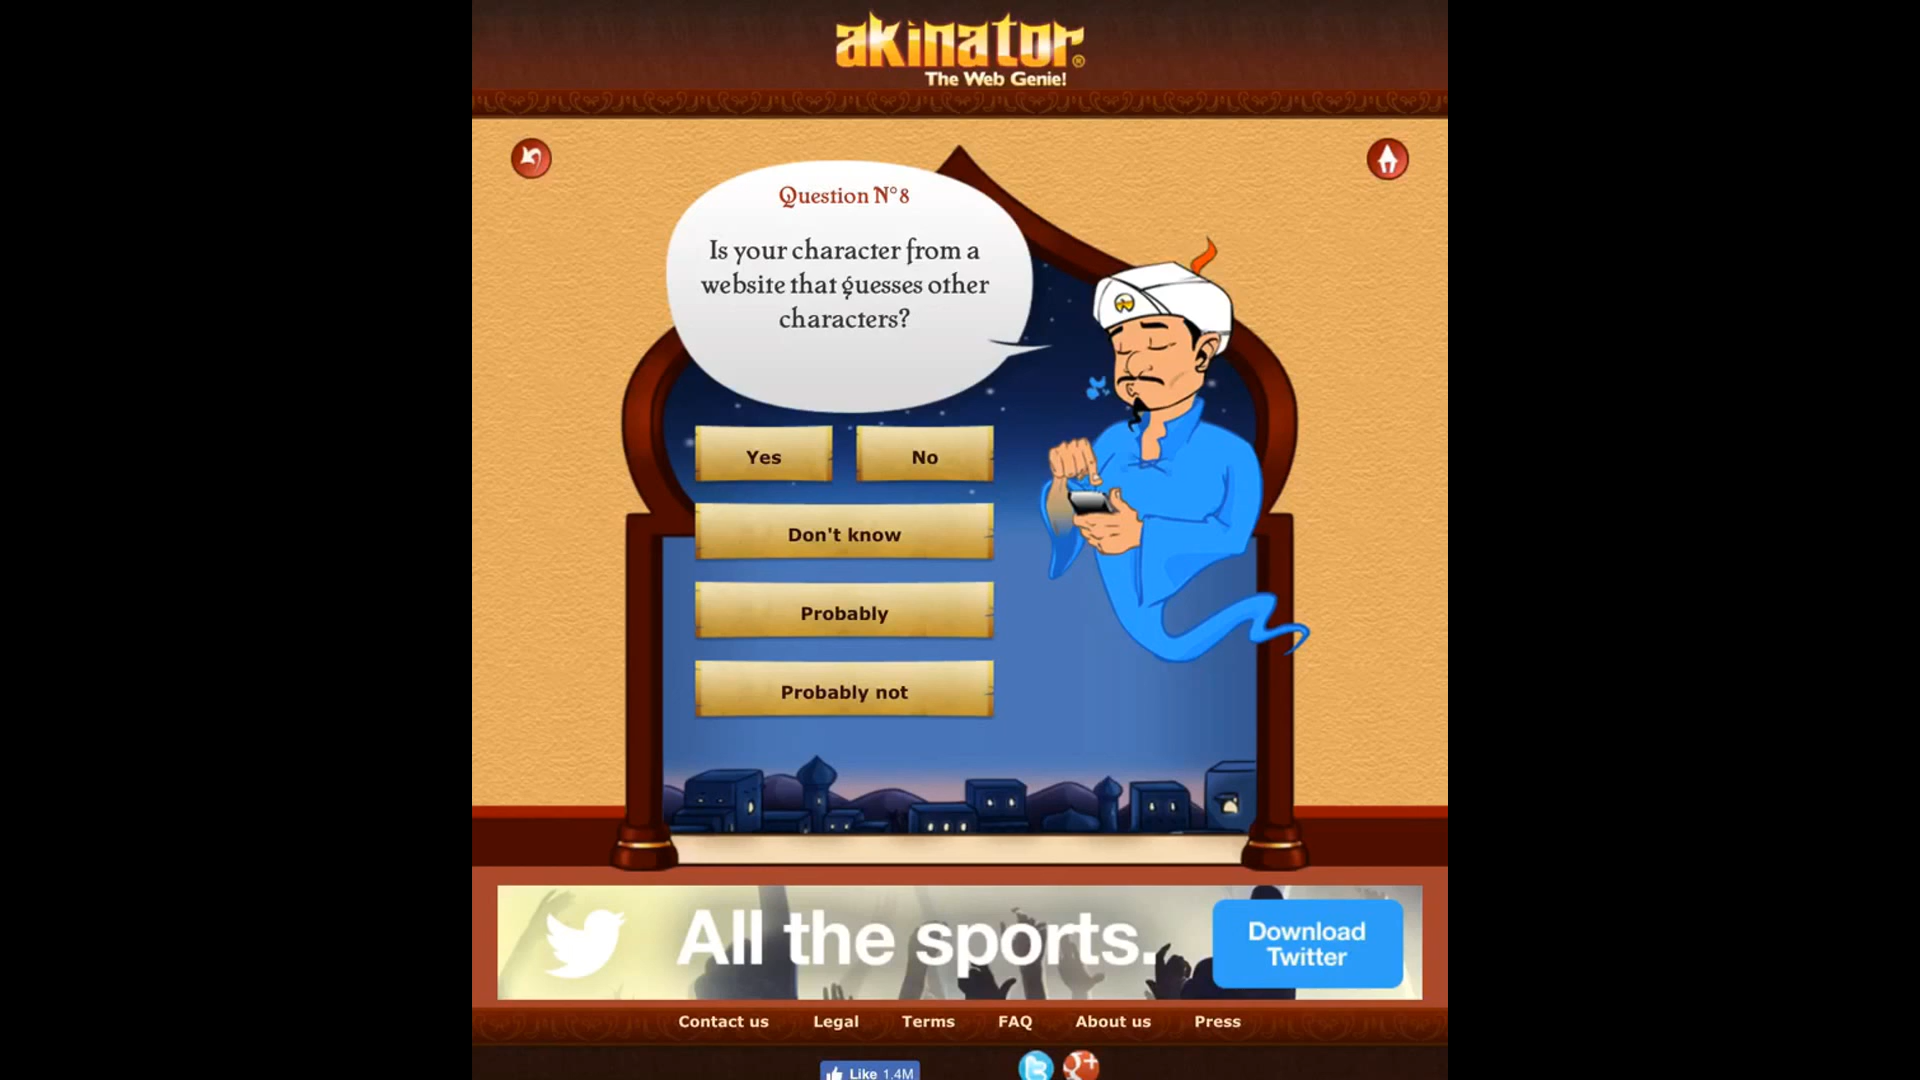 akinator®
The Web Genie!
Question N°8
Is your character from a
website that guesses other
characters?
Yes
No
Don't know
Probably
Probably not
All the sports.
Download
Twitter
Contact us
Legal
Terms
FAQ
About us
Press
Like 1.4M
g+